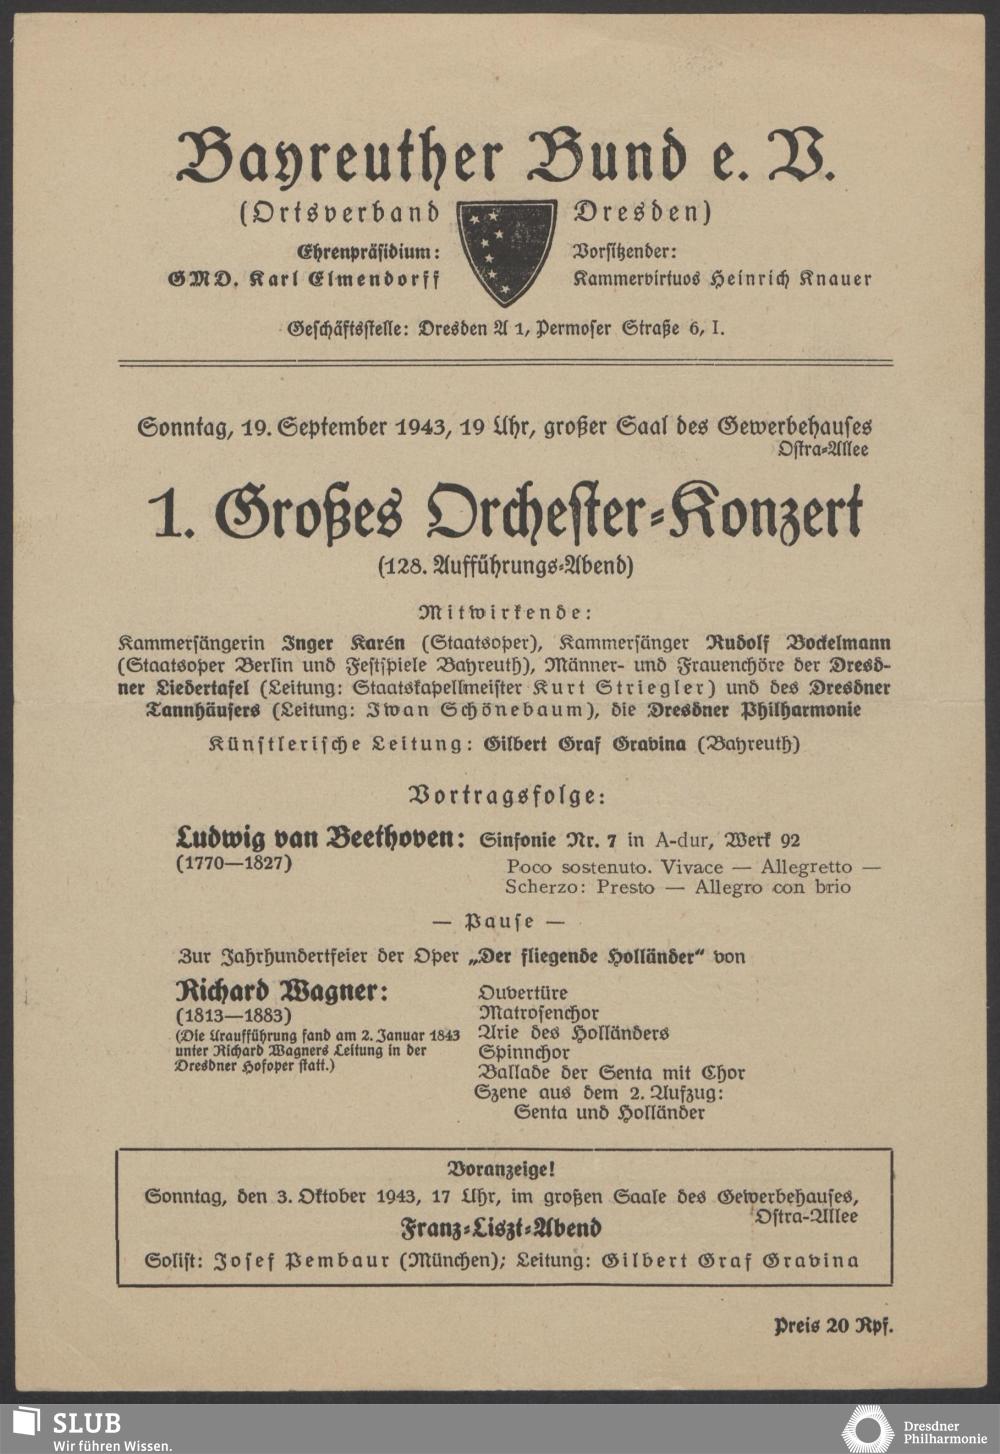 Bayreuther Bund e. V.
(Ortsverband Dresden)
Ehrenpräsidium:
GMD. Karl Elmendorff
Vorsitzender:
Kammervirtuos Heinrich Knauer
Geschäftsstelle: Dresden A 1, Permoser Straße 6, I.
Sonntag, 19. September 1943, 19 Uhr, großer Saal des Gewerbehauses
Ostra-Allee
1. Großes Orchester-Konzert
(128. Aufführungs-Abend)
Mitwirkende:
Kammersängerin Inger Karén (Staatsoper), Kammersänger Rudolf Bockelmann
(Staatsoper Berlin und Festspiele Bayreuth), Männer- und Frauenchöre der Dresd-
ner Liedertafel (Leitung: Staatskapellmeister Kurt Striegler) und des Dresdner
Tannhäusers (Leitung: Iwan Schönebaum), die Dresdner Philharmonie
Künstlerische Leitung: Gilbert Graf Gravina (Bayreuth)
Vortragsfolge:
Ludwig van Beethoven: Sinfonie Nr. 7 in A-dur, Werk 92
(1770—1827)
Poco sostenuto. Vivace — Allegretto —
Scherzo: Presto — Allegro con brio
— Pause —
Zur Jahrhundertfeier der Oper „Der fliegende Holländer“ von
Richard Wagner:
(1813—1883)
(Die Uraufführung fand am 2. Januar 1843
unter Richard Wagners Leitung in der
Dresdner Hofoper statt.)
Ouvertüre
Matrosenchor
Arie des Holländers
Spinnchor
Ballade der Senta mit Chor
Szene aus dem 2. Aufzug:
Senta und Holländer
Voranzeige!
Sonntag, den 3. Oktober 1943, 17 Uhr, im großen Saale des Gewerbehauses,
Ostra-Allee
Franz-Liszt-Abend
Solist: Josef Pembaur (München); Leitung: Gilbert Graf Gravina
Preis 20 Rpf.
SLUB
Wir führen Wissen.
Dresdner
Philharmonie